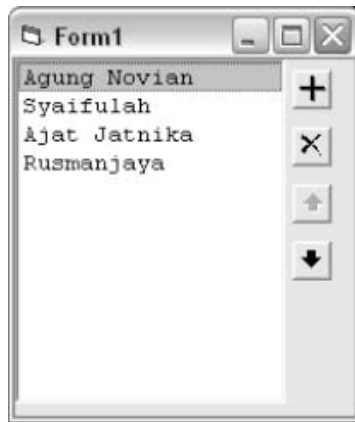 Form1
Agung Novian
Syaifulah
Ajat Jatnika
Rusmanjaya